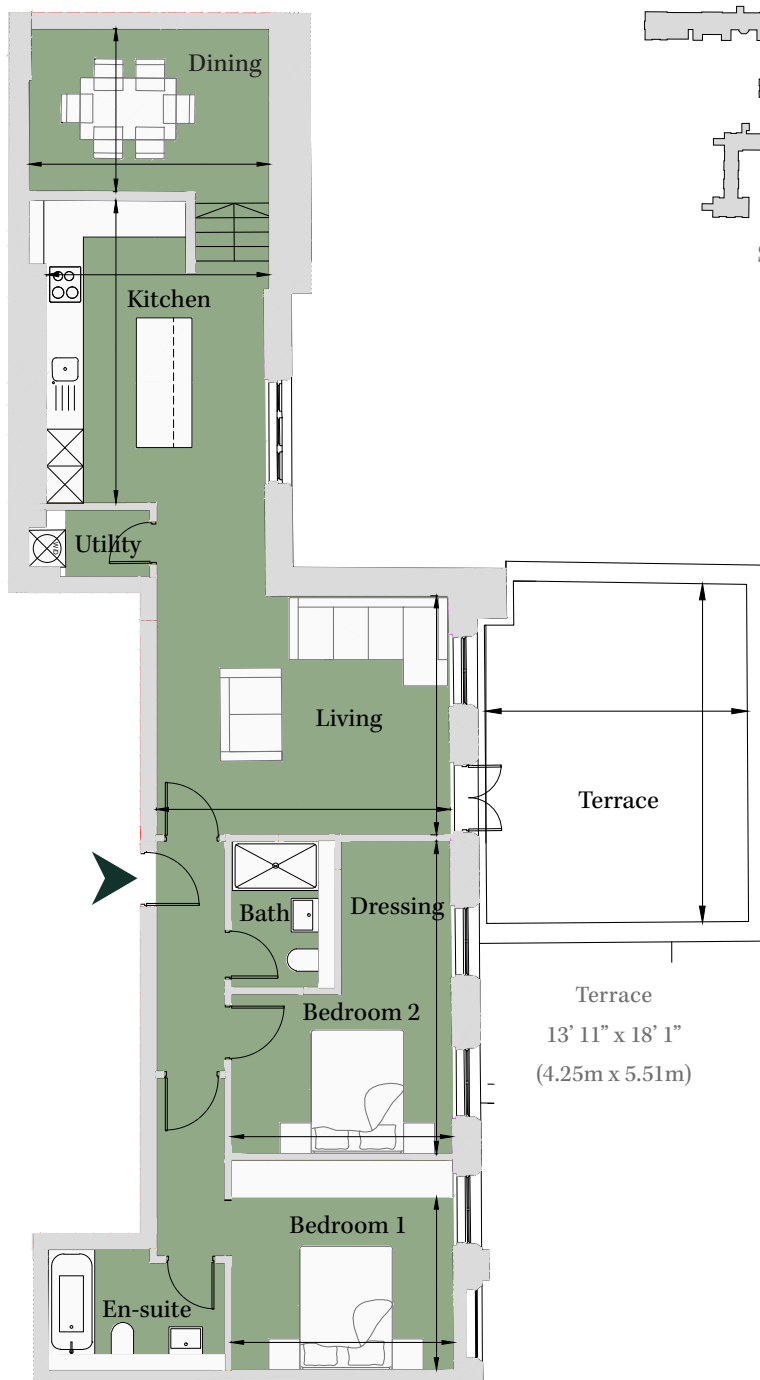 Dining
Kitchen
Utility
Living
Terrace
Bath
Dressing
Bedroom 2
Terrace
13’ 11” x 18’ 1”
(4.25m x 5.51m)
Bedroom 1
En-suite